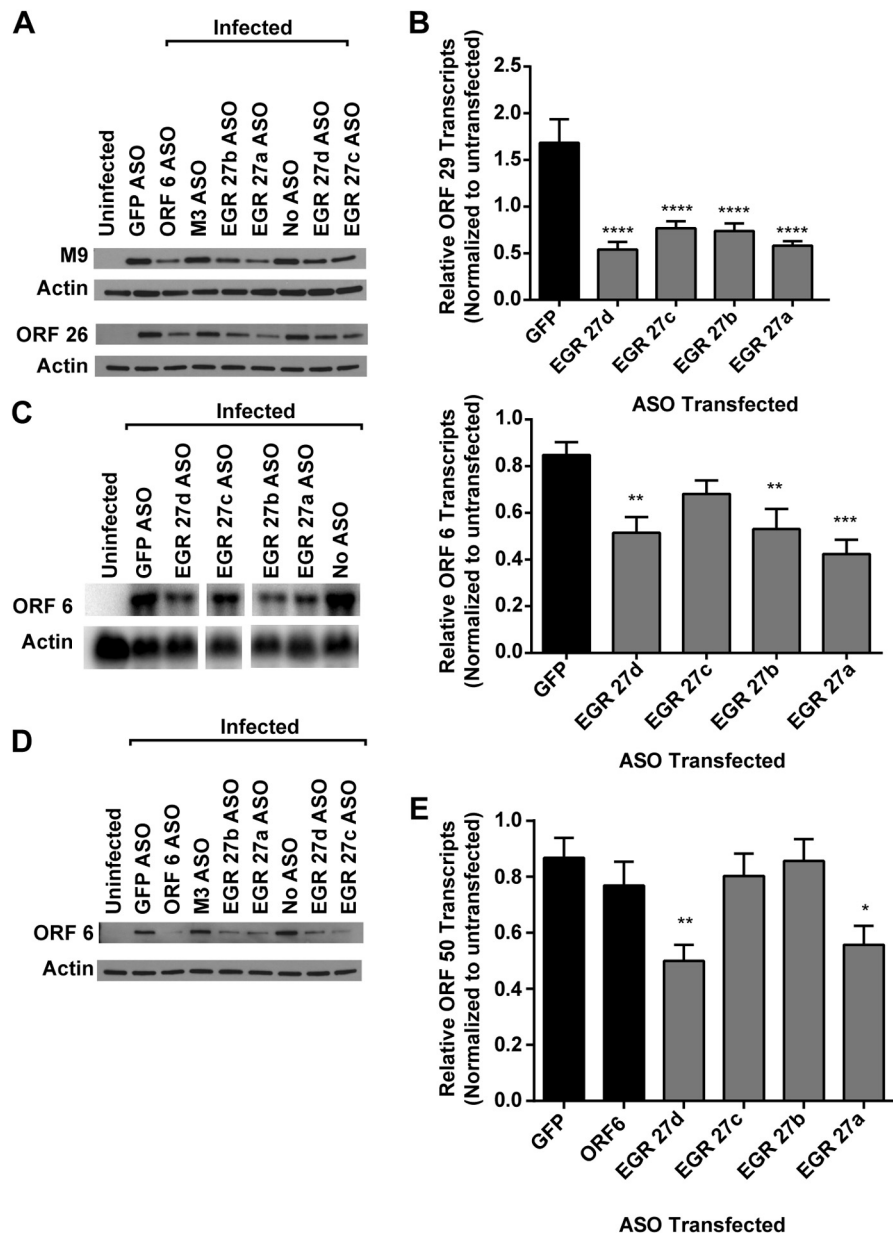 A
Infected
Uninfected
GFP ASO
ORF 6 ASO
M3 ASO
EGR 27b ASO
EGR 27a ASO
No ASO
EGR 27d ASO
EGR 27c ASO
M9
Actin
ORF 26
Actin
B
Relative ORF 29 Transcripts
(Normalized to untransfected)
2.5
2.0
1.5
1.0
0.5
0.0
****
****
****
****
GFP
EGR 27d
EGR 27c
EGR 27b
EGR 27a
ASO Transfected
Relative ORF 6 Transcripts
(Normalized to untransfected)
1.0
0.8
0.6
0.4
0.2
0.0
**
**
***
GFP
EGR 27d
EGR 27c
EGR 27b
EGR 27a
ASO Transfected
C
Infected
Uninfected
GFP ASO
EGR 27d ASO
EGR 27c ASO
EGR 27b ASO
EGR 27a ASO
No ASO
ORF 6
Actin
D
Infected
Uninfected
GFP ASO
ORF 6 ASO
M3 ASO
EGR 27b ASO
EGR 27a ASO
No ASO
EGR 27d ASO
EGR 27c ASO
ORF 6
Actin
E
Relative ORF 50 Transcripts
(Normalized to untransfected)
1.0
0.8
0.6
0.4
0.2
0.0
**
*
GFP
ORF6
EGR 27d
EGR 27c
EGR 27b
EGR 27a
ASO Transfected